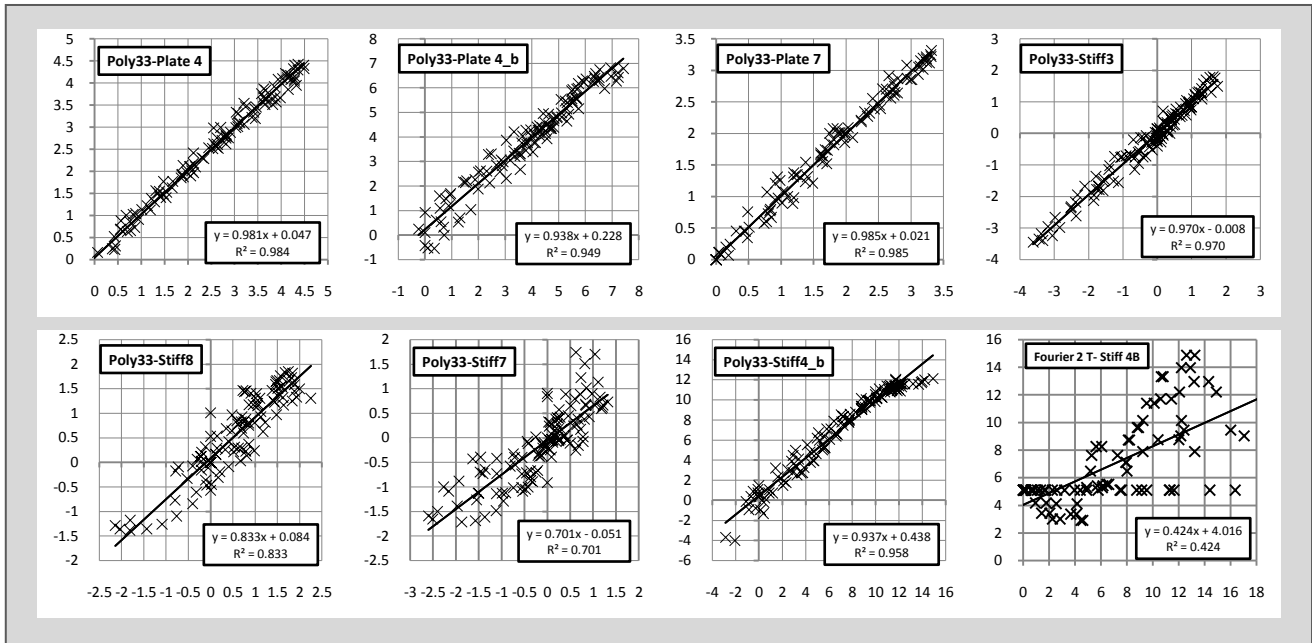 Poly33-Plate 4
5
4.5
4
3.5
3
2.5
2
1.5
1
0.5
0
y = 0.981x + 0.047
R² = 0.984
0 0.5 1 1.5 2 2.5 3 3.5 4 4.5 5
Poly33-Plate 4_b
8
7
6
5
4
3
2
1
0
-1
y = 0.938x + 0.228
R² = 0.949
-1 0 1 2 3 4 5 6 7 8
Poly33-Plate 7
3.5
3
2.5
2
1.5
1
0.5
0
y = 0.985x + 0.021
R² = 0.985
0 0.5 1 1.5 2 2.5 3 3.5
Poly33-Stiff3
3
2
1
0
-1
-2
-3
-4
y = 0.970x - 0.008
R² = 0.970
-4 -3 -2 -1 0 1 2 3
Poly33-Stiff8
2.5
2
1.5
1
0.5
0
-0.5
-1
-1.5
-2
y = 0.833x + 0.084
R² = 0.833
-2.5 -2 -1.5 -1 -0.5 0 0.5 1 1.5 2 2.5
Poly33-Stiff7
2
1.5
1
0.5
0
-0.5
-1
-1.5
-2
-2.5
y = 0.701x - 0.051
R² = 0.701
-3 -2.5 -2 -1.5 -1 -0.5 0 0.5 1 1.5 2
Poly33-Stiff4_b
16
14
12
10
8
6
4
2
0
-2
-4
-6
y = 0.937x + 0.438
R² = 0.958
-4 -2 0 2 4 6 8 10 12 14 16
Fourier 2 T- Stiff 4B
16
14
12
10
8
6
4
2
0
y = 0.424x + 4.016
R² = 0.424
0 2 4 6 8 10 12 14 16 18